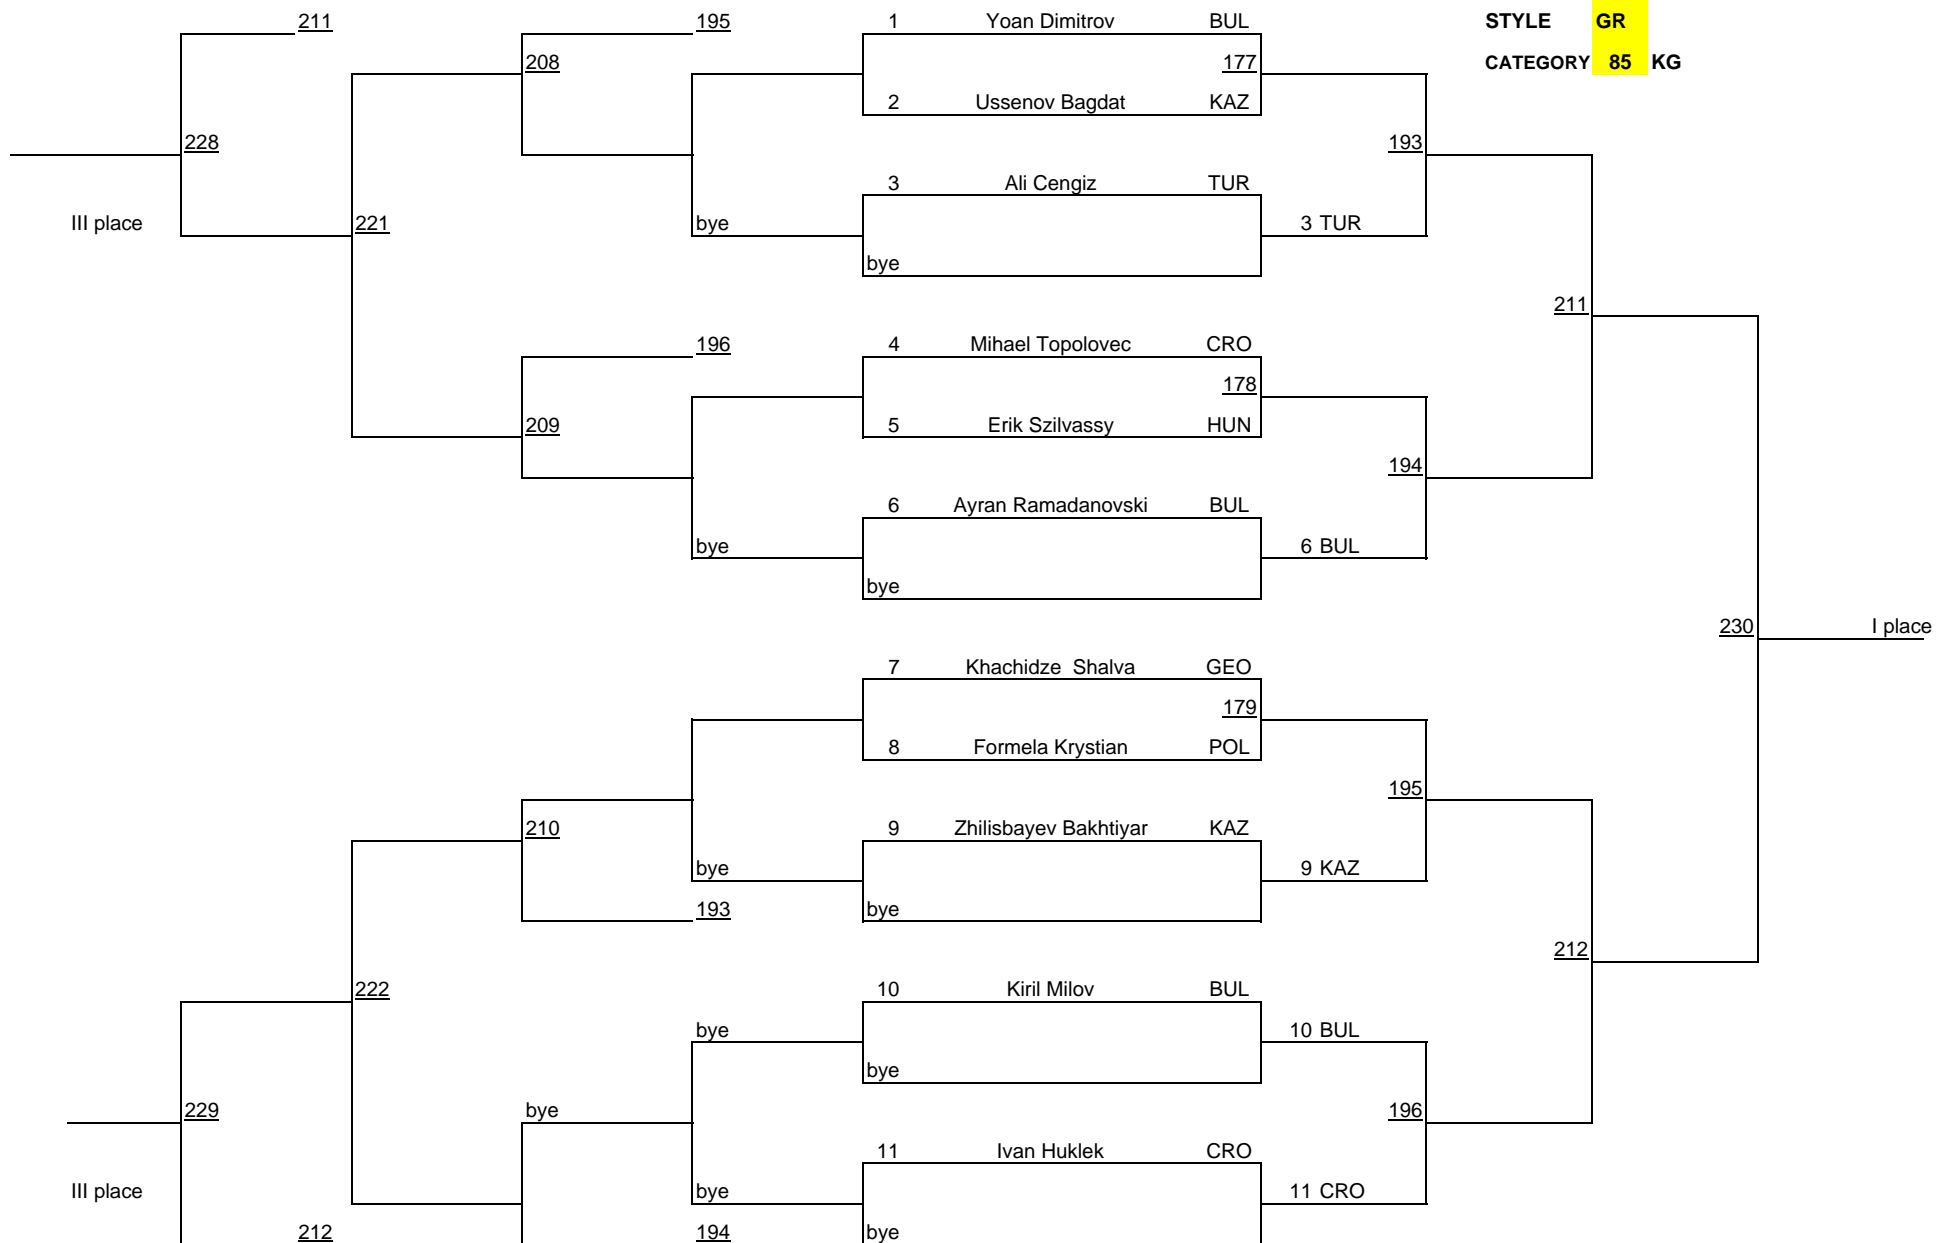 211 195 1 Yoan Dimitrov BUL STYLE GR
208 177 CATEGORY 85 KG
2 Ussenov Bagdat KAZ
228 193
3 Ali Cengiz TUR
III place 221 bye 3 TUR
bye
211
196 4 Mihael Topolovec CRO
178
209 5 Erik Szilvassy HUN
194
6 Ayran Ramadanovski BUL
bye 6 BUL
bye
230 I place
7 Khachidze Shalva GEO
179
8 Formela Krystian POL
195
210 9 Zhilisbayev Bakhtiyar KAZ
bye 9 KAZ
193 bye
212
222 10 Kiril Milov BUL
bye 10 BUL
bye
229 bye 196
11 Ivan Huklek CRO
III place bye 11 CRO
212 194 bye